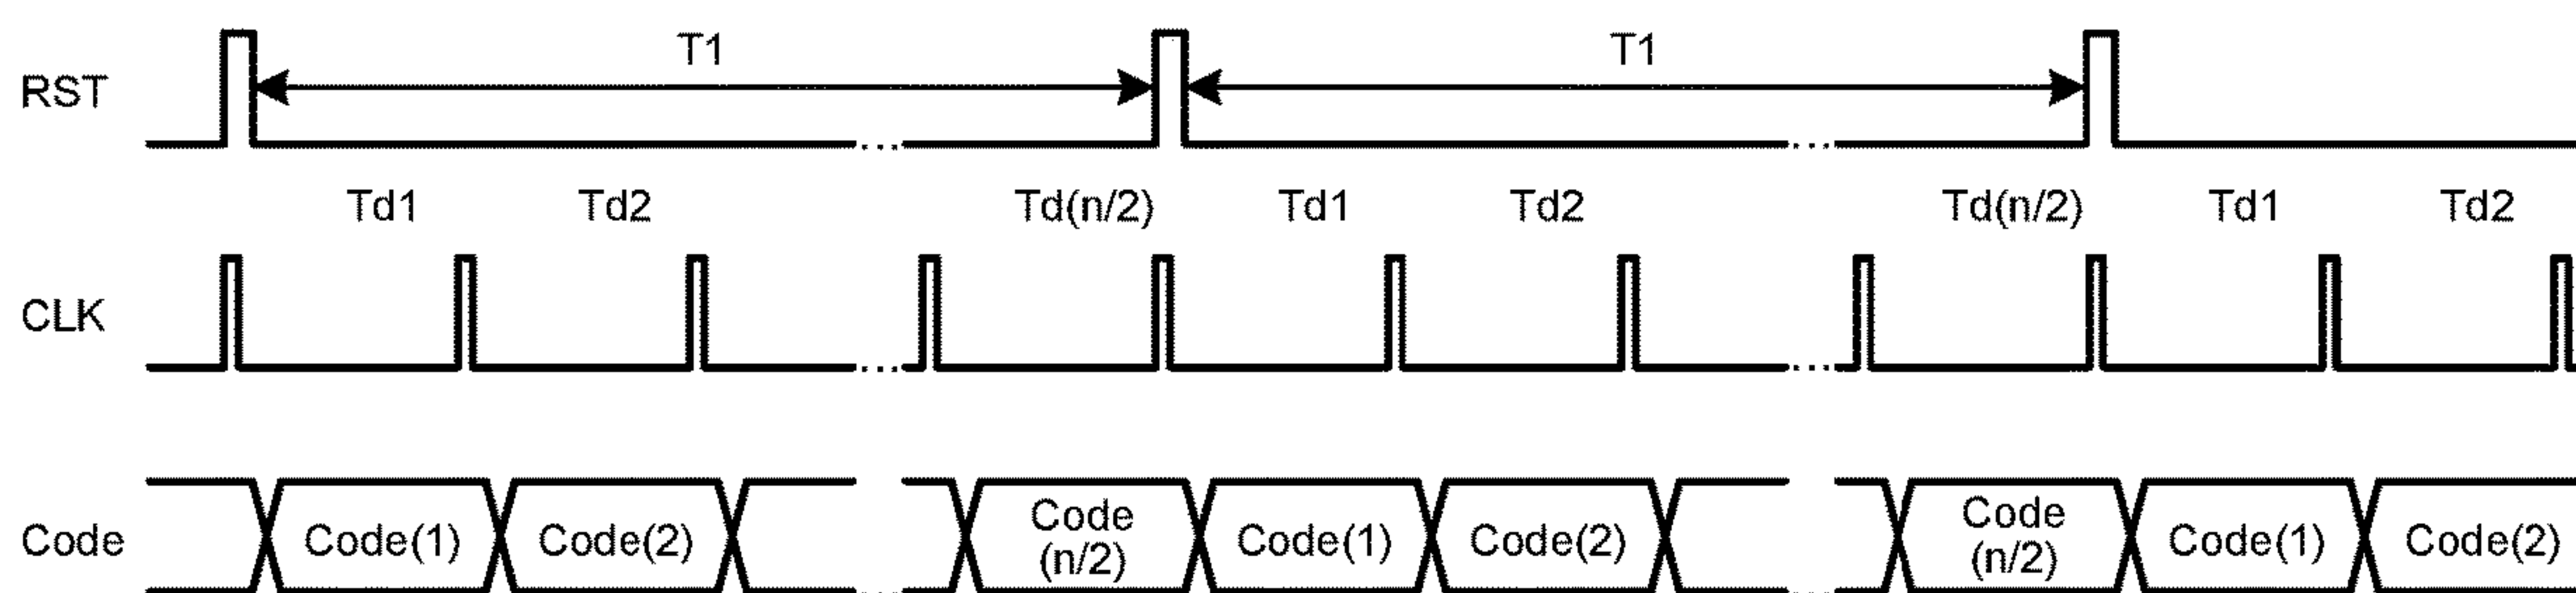 T1 T1
RST
... ...
Td1 Td2 Td(n/2) Td1 Td2 Td(n/2) Td1 Td2
CLK
... ...
Code Code(1) Code(2) Code Code(1) Code(2) Code Code(1) Code(2)
(n/2) (n/2)
... ...